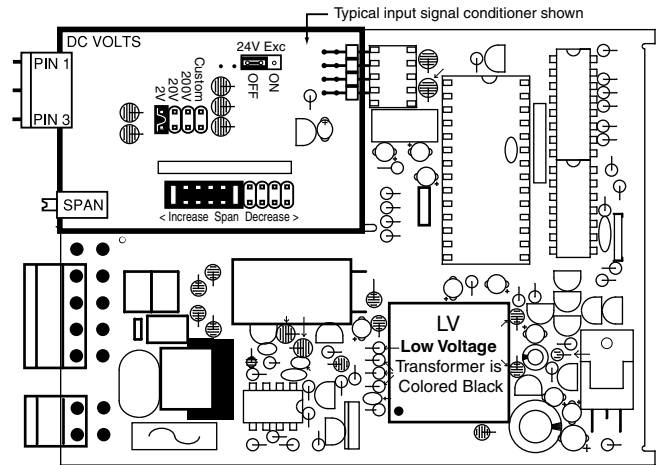 Typical input signal conditioner shown
DC VOLTS
PIN 1
PIN 3
24V Exc
OFF
ON
2V
20V
200V
Custom
SPAN
< Increase Span Decrease >
LV
Low Voltage
Transformer is
Colored Black